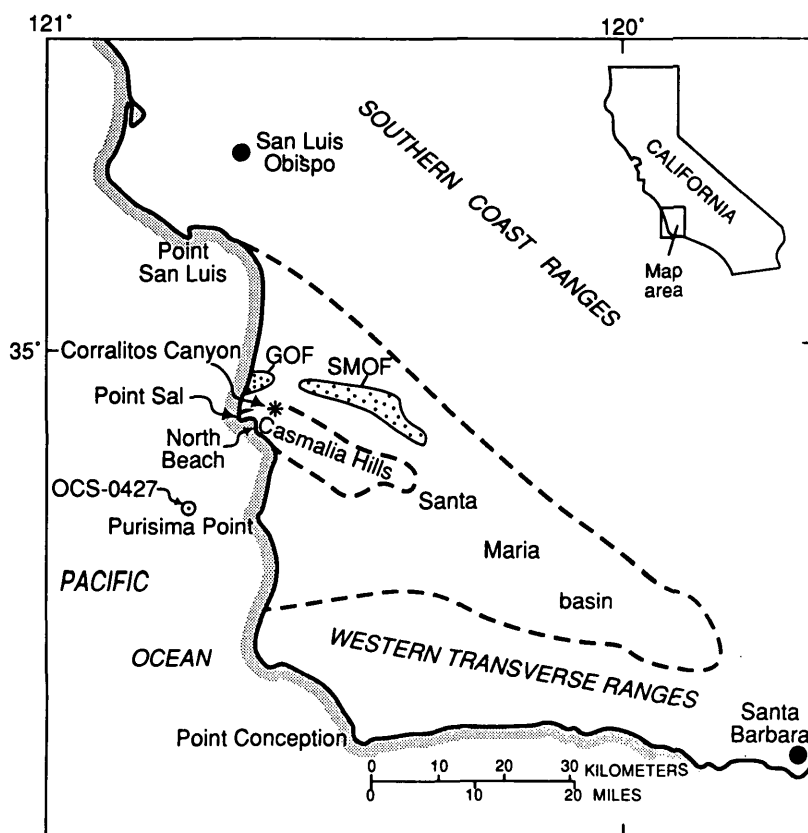 121°
120°
San Luis
Obispo
SOUTHERN COAST RANGES
CALIFORNIA
Map
area
Point
San Luis
35°
Corralitos Canyon
GOF
SMOF
Point Sal
North
Beach
Casmalia Hills
OCS-0427
Purisima Point
Santa
Maria
basin
PACIFIC
OCEAN
WESTERN TRANSVERSE RANGES
Point Conception
Santa
Barbara
0 10 20 30 KILOMETERS
0 10 20 MILES